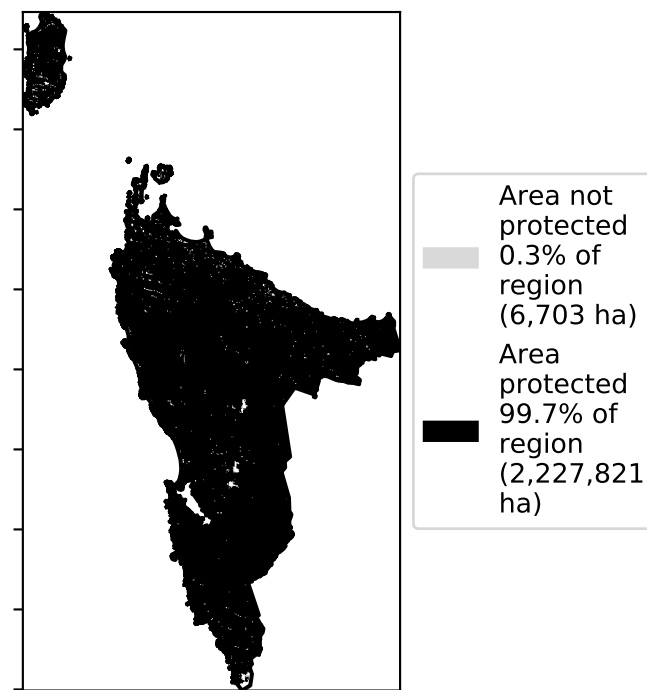 Area not
protected
0.3% of
region
(6,703 ha)
Area
protected
99.7% of
region
(2,227,821
ha)